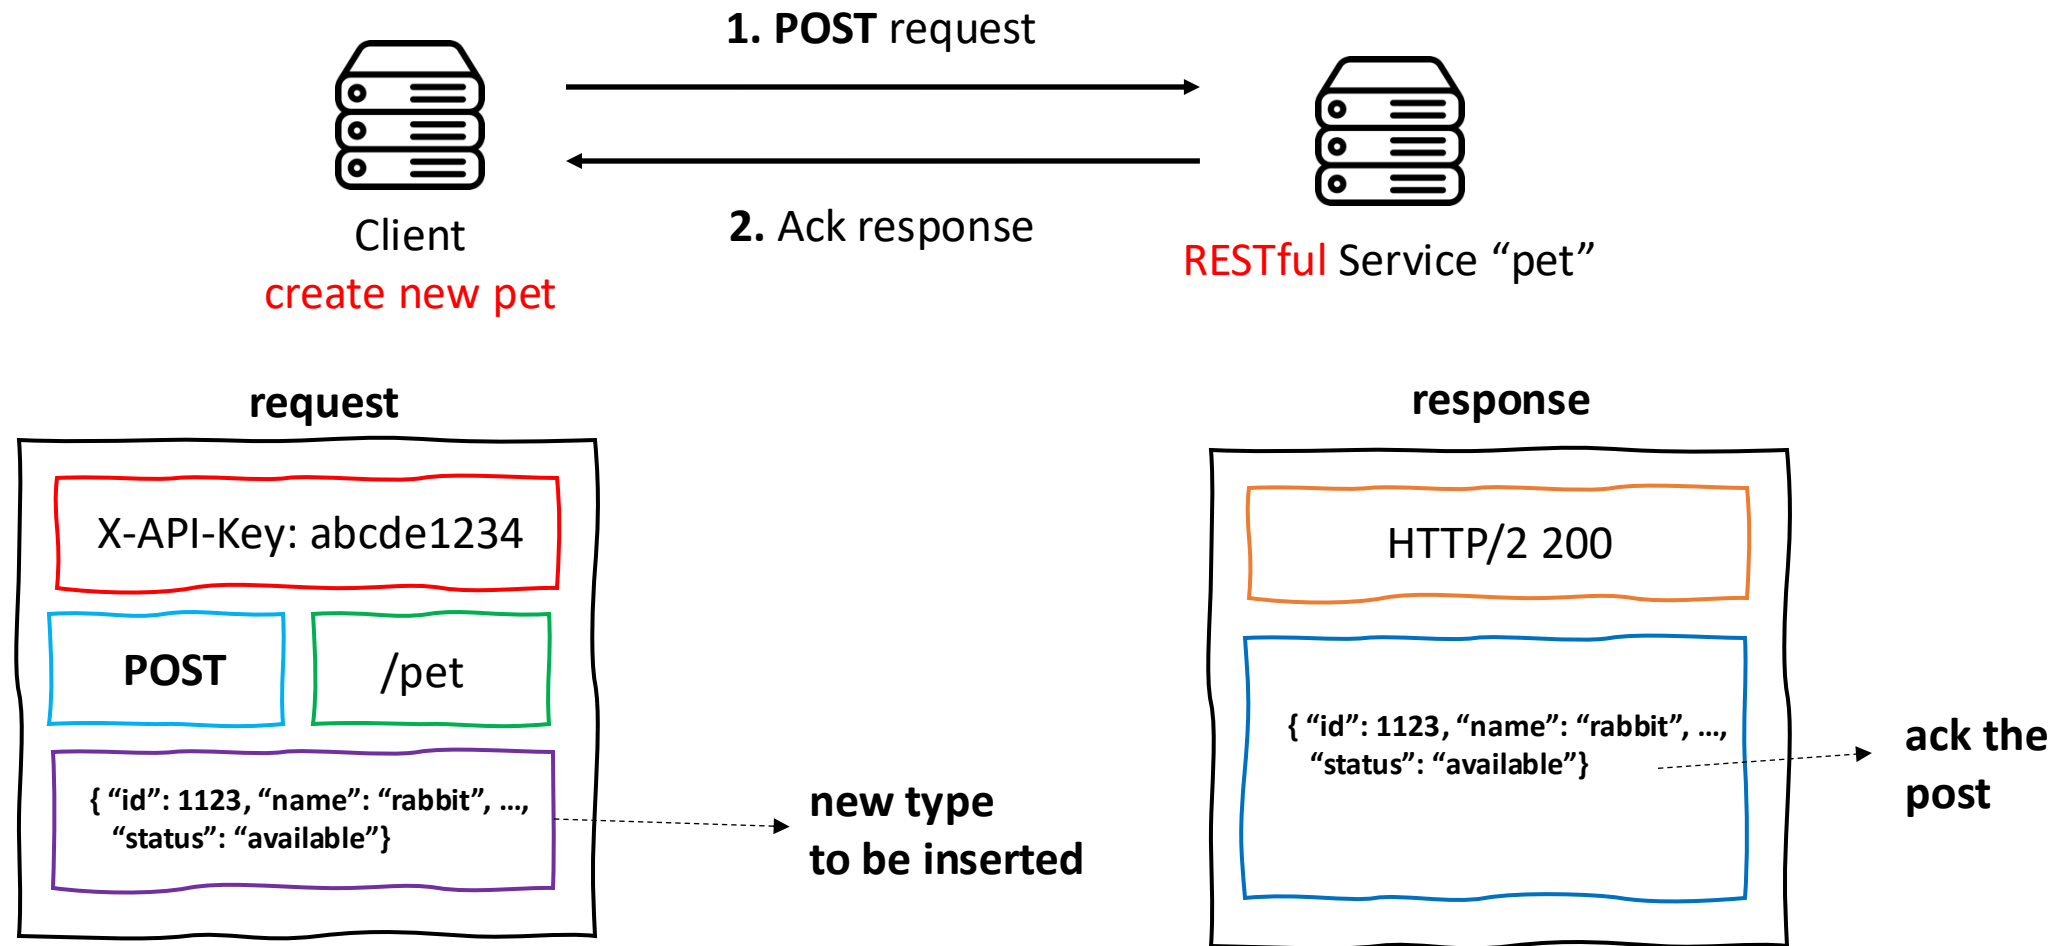 1. POST request
2. Ack response
Client
create new pet
RESTful Service “pet”
request
X-API-Key: abcde1234
POST
/pet
{ “id”: 1123, “name”: “rabbit”, …,
“status”: “available”}
new type
to be inserted
response
HTTP/2 200
{ “id”: 1123, “name”: “rabbit”, …,
“status”: “available”}
ack the
post